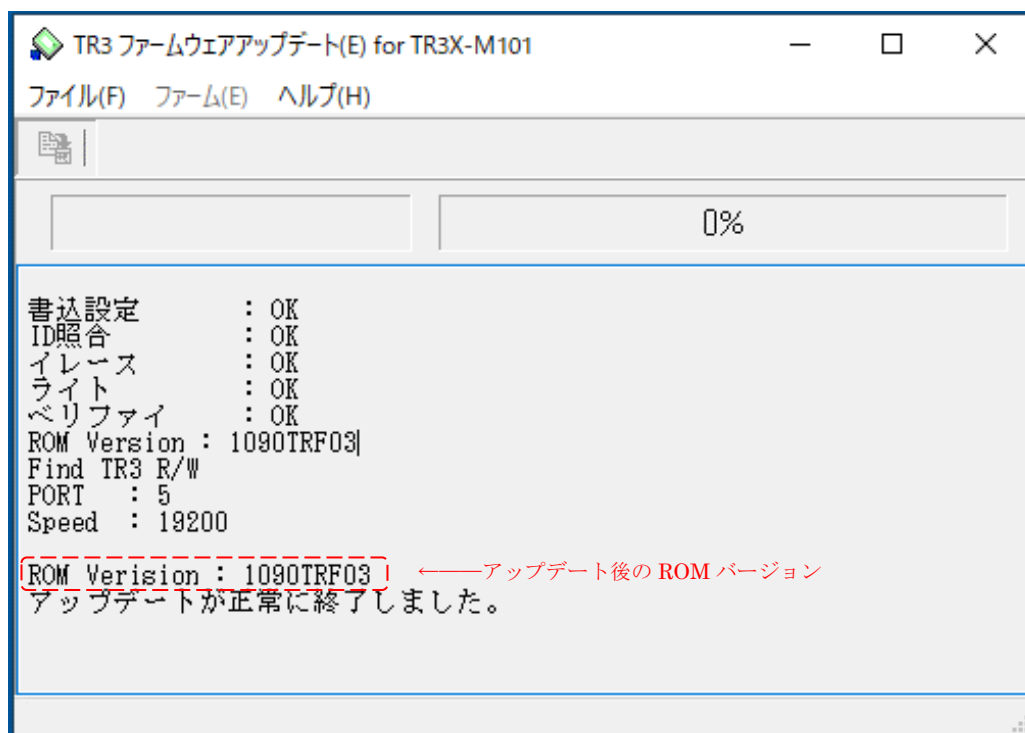 TR3 ファームウェアアップデート(E) for TR3X-M101
ファイル(F) ファーム(E) ヘルプ(H)
0%
書込設定 : OK
ID照合 : OK
イレース : OK
ライト : OK
ベリファイ : OK
ROM Version : 1090TRF03
Find TR3 R/W
PORT : 5
Speed : 19200
ROM Verision : 1090TRF03 ←──アップデート後の ROM バージョン
アップデートが正常に終了しました。